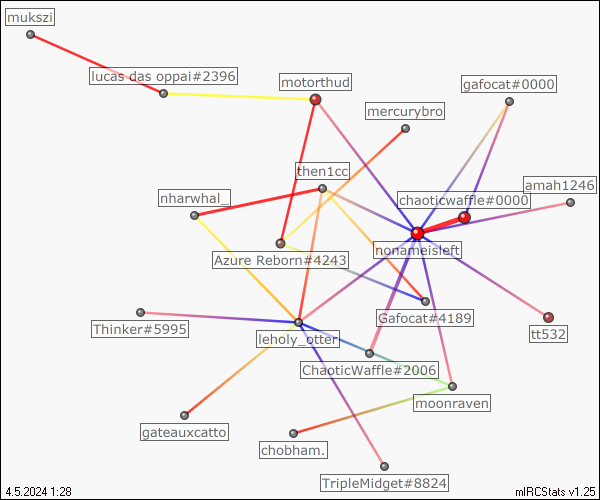 mukszi
lucas das oppai#2396
motorthud
gafocat#0000
mercurybro
then1cc
amah1246
nharwhal_
chaoticwaffle#0000
nonameisleft
Azure Reborn#4243
Gafocat#4189
Thinker#5995
tt532
leholy_otter
ChaoticWaffle#2006
moonraven
gateauxcatto
chobham.
TripleMidget#8824
4.5.2024 1:28
mIRCStats v1.25